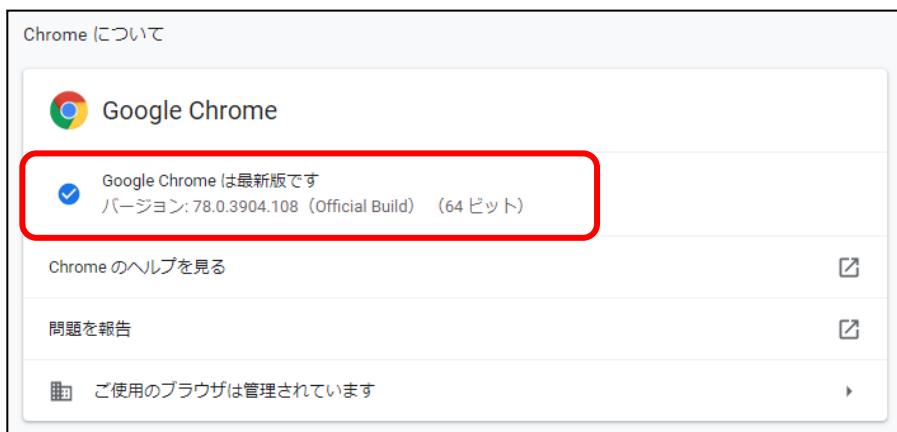 Chrome について
Google Chrome
Google Chrome は最新版です
バージョン: 78.0.3904.108（Official Build） （64 ビット）
Chrome のヘルプを見る
問題を報告
ご使用のブラウザは管理されています